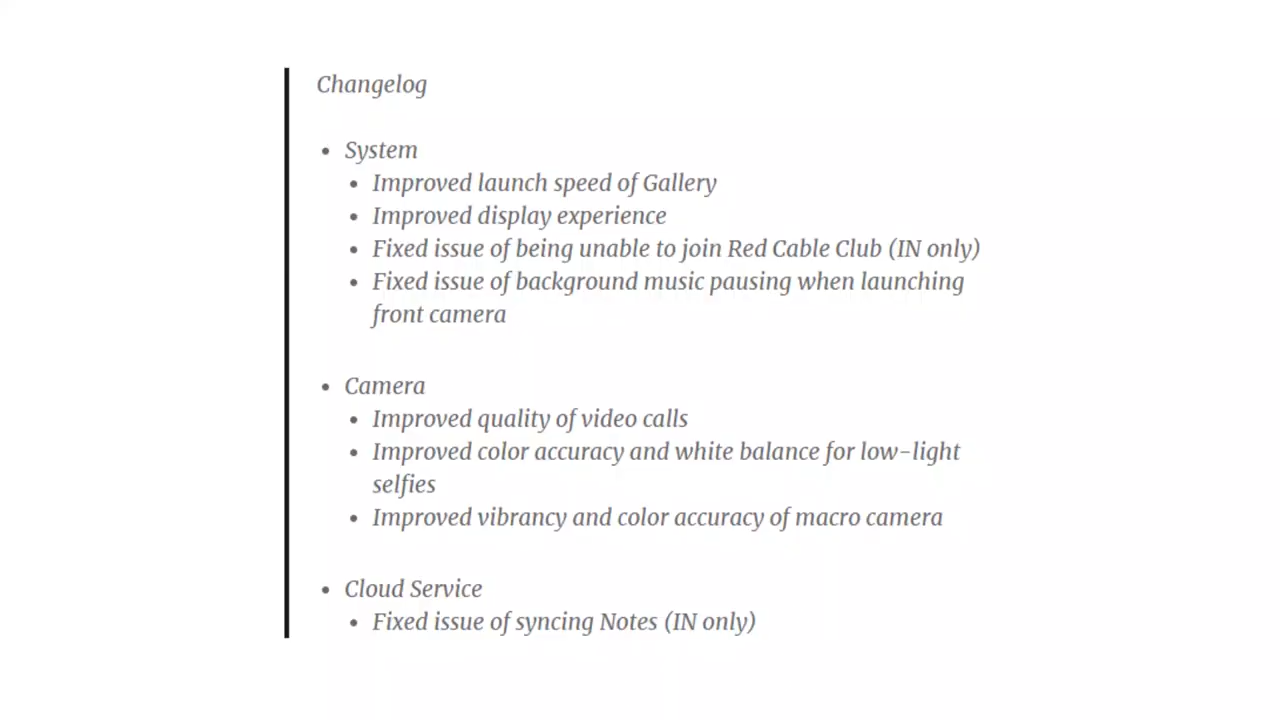 Changelog
• System
• Improved launch speed of Gallery
• Improved display experience
• Fixed issue of being unable to join Red Cable Club (IN only)
• Fixed issue of background music pausing when launching
front camera
• Camera
• Improved quality of video calls
• Improved color accuracy and white balance for low-light
selfies
• Improved vibrancy and color accuracy of macro camera
• Cloud Service
• Fixed issue of syncing Notes (IN only)